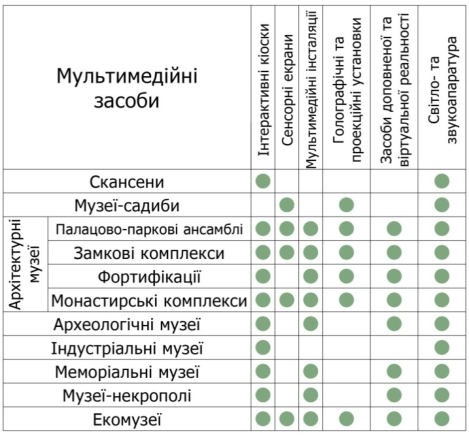 Мультимедійні
засоби
Інтерактивні кіоски
Сенсорні екрани
Мультимедійні інсталяції
Голографічні та
проекційні установки
Засоби доповненої та
віртуальної реальності
Світло- та
звукоапаратура
Скансени
Музеї-садиби
Архітектурні
музеї
Палацово-паркові ансамблі
Замкові комплекси
Фортифікації
Монастирські комплекси
Археологічні музеї
Індустріальні музеї
Меморіальні музеї
Музеї-некрополі
Екомузеї